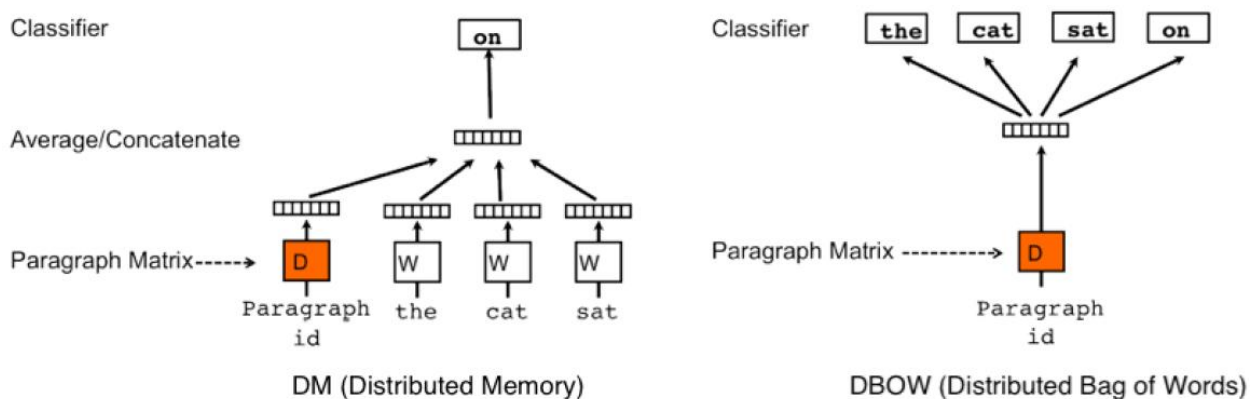 Classifier
on
Average/Concatenate
D
W
W
W
Paragraph Matrix
Paragraph
id
the
cat
sat
DM (Distributed Memory)
Classifier
the
cat
sat
on
Paragraph Matrix
D
Paragraph
id
DBOW (Distributed Bag of Words)